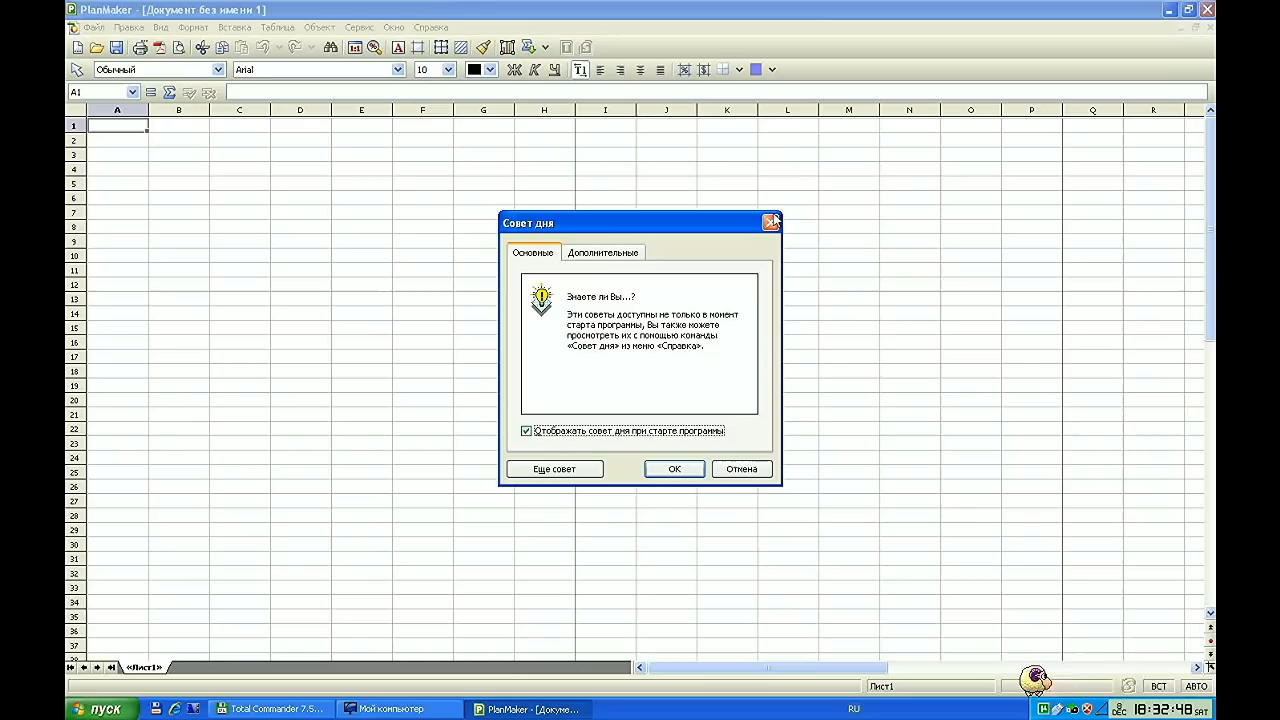 PlanMaker - [Документ без имени 1]
Файл Правка Вид Формат Вставка Таблица Объект Сервис Окно Справка
Обычный Arial 10
A1
A B C D E F G H I J K L M N O P Q R
1
2
3
4
5
6
7
8
9
10
11
12
13
14
15
16
17
18
19
20
21
22
23
24
25
26
27
28
29
30
31
32
33
34
35
36
37
Совет дня
Основные Дополнительные
Знаете ли Вы...?
Эти советы доступны не только в момент
старта программы, Вы также можете
просмотреть их с помощью команды
«Совет дня» из меню «Справка».
Отображать совет дня при старте программы
Еще совет OK Отмена
«Лист1»
Лист1 ВСТ АВТО
пуск Total Commander 7.5... Мой компьютер PlanMaker - [Докуме... RU 18:32:48 SAT